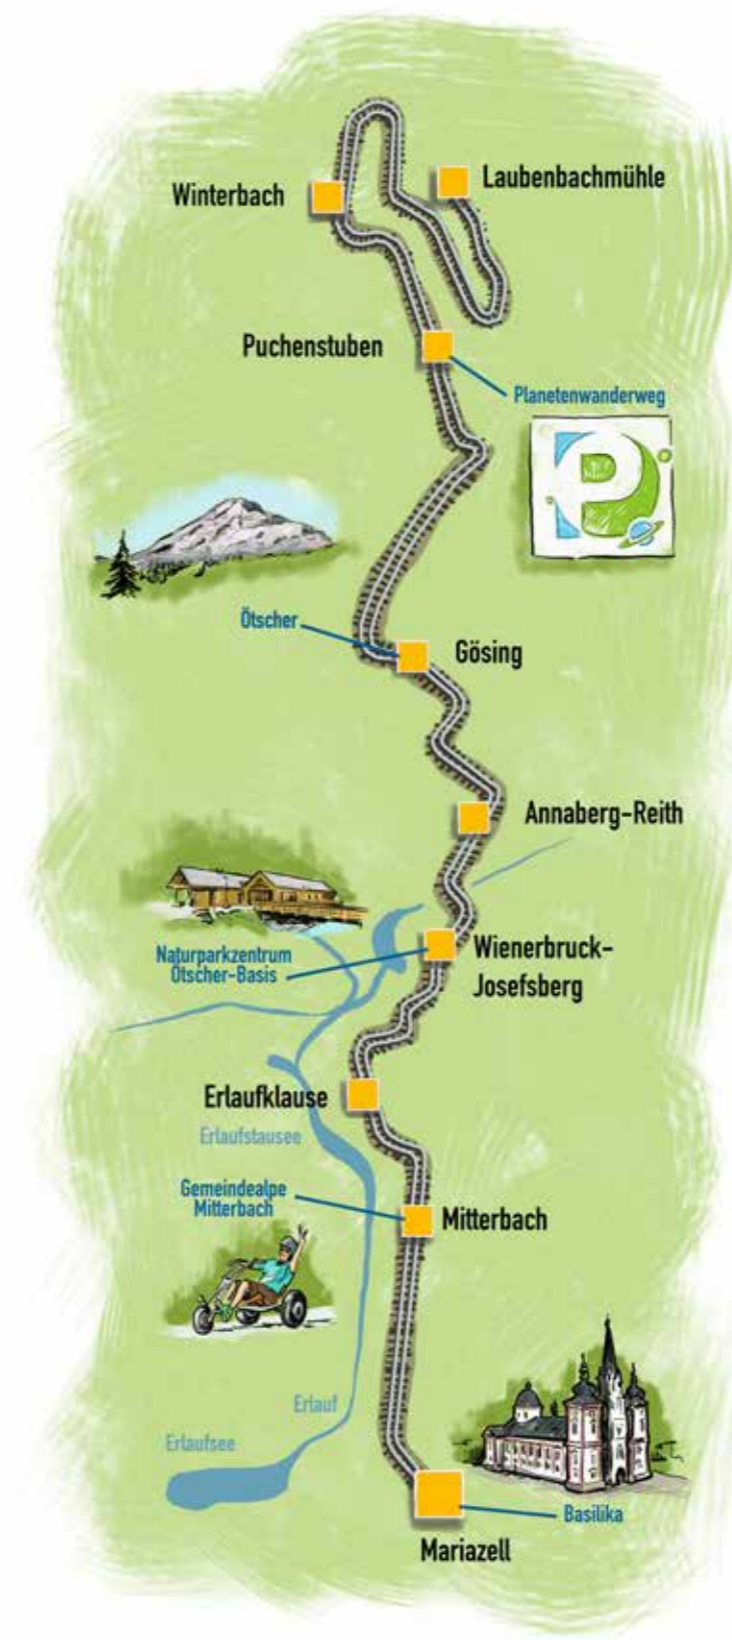 Winterbach
Laubenbachmühle
Puchenstuben
Planetenwanderweg
P
Ötscher
Gösing
Annaberg-Reith
Naturparkzentrum
Ötscher-Basis
Wienerbruck-
Josefsberg
Erlaufklause
Erlaufstausee
Gemeindealpe
Mitterbach
Mitterbach
Erlauf
Erlaufsee
Basilika
Mariazell